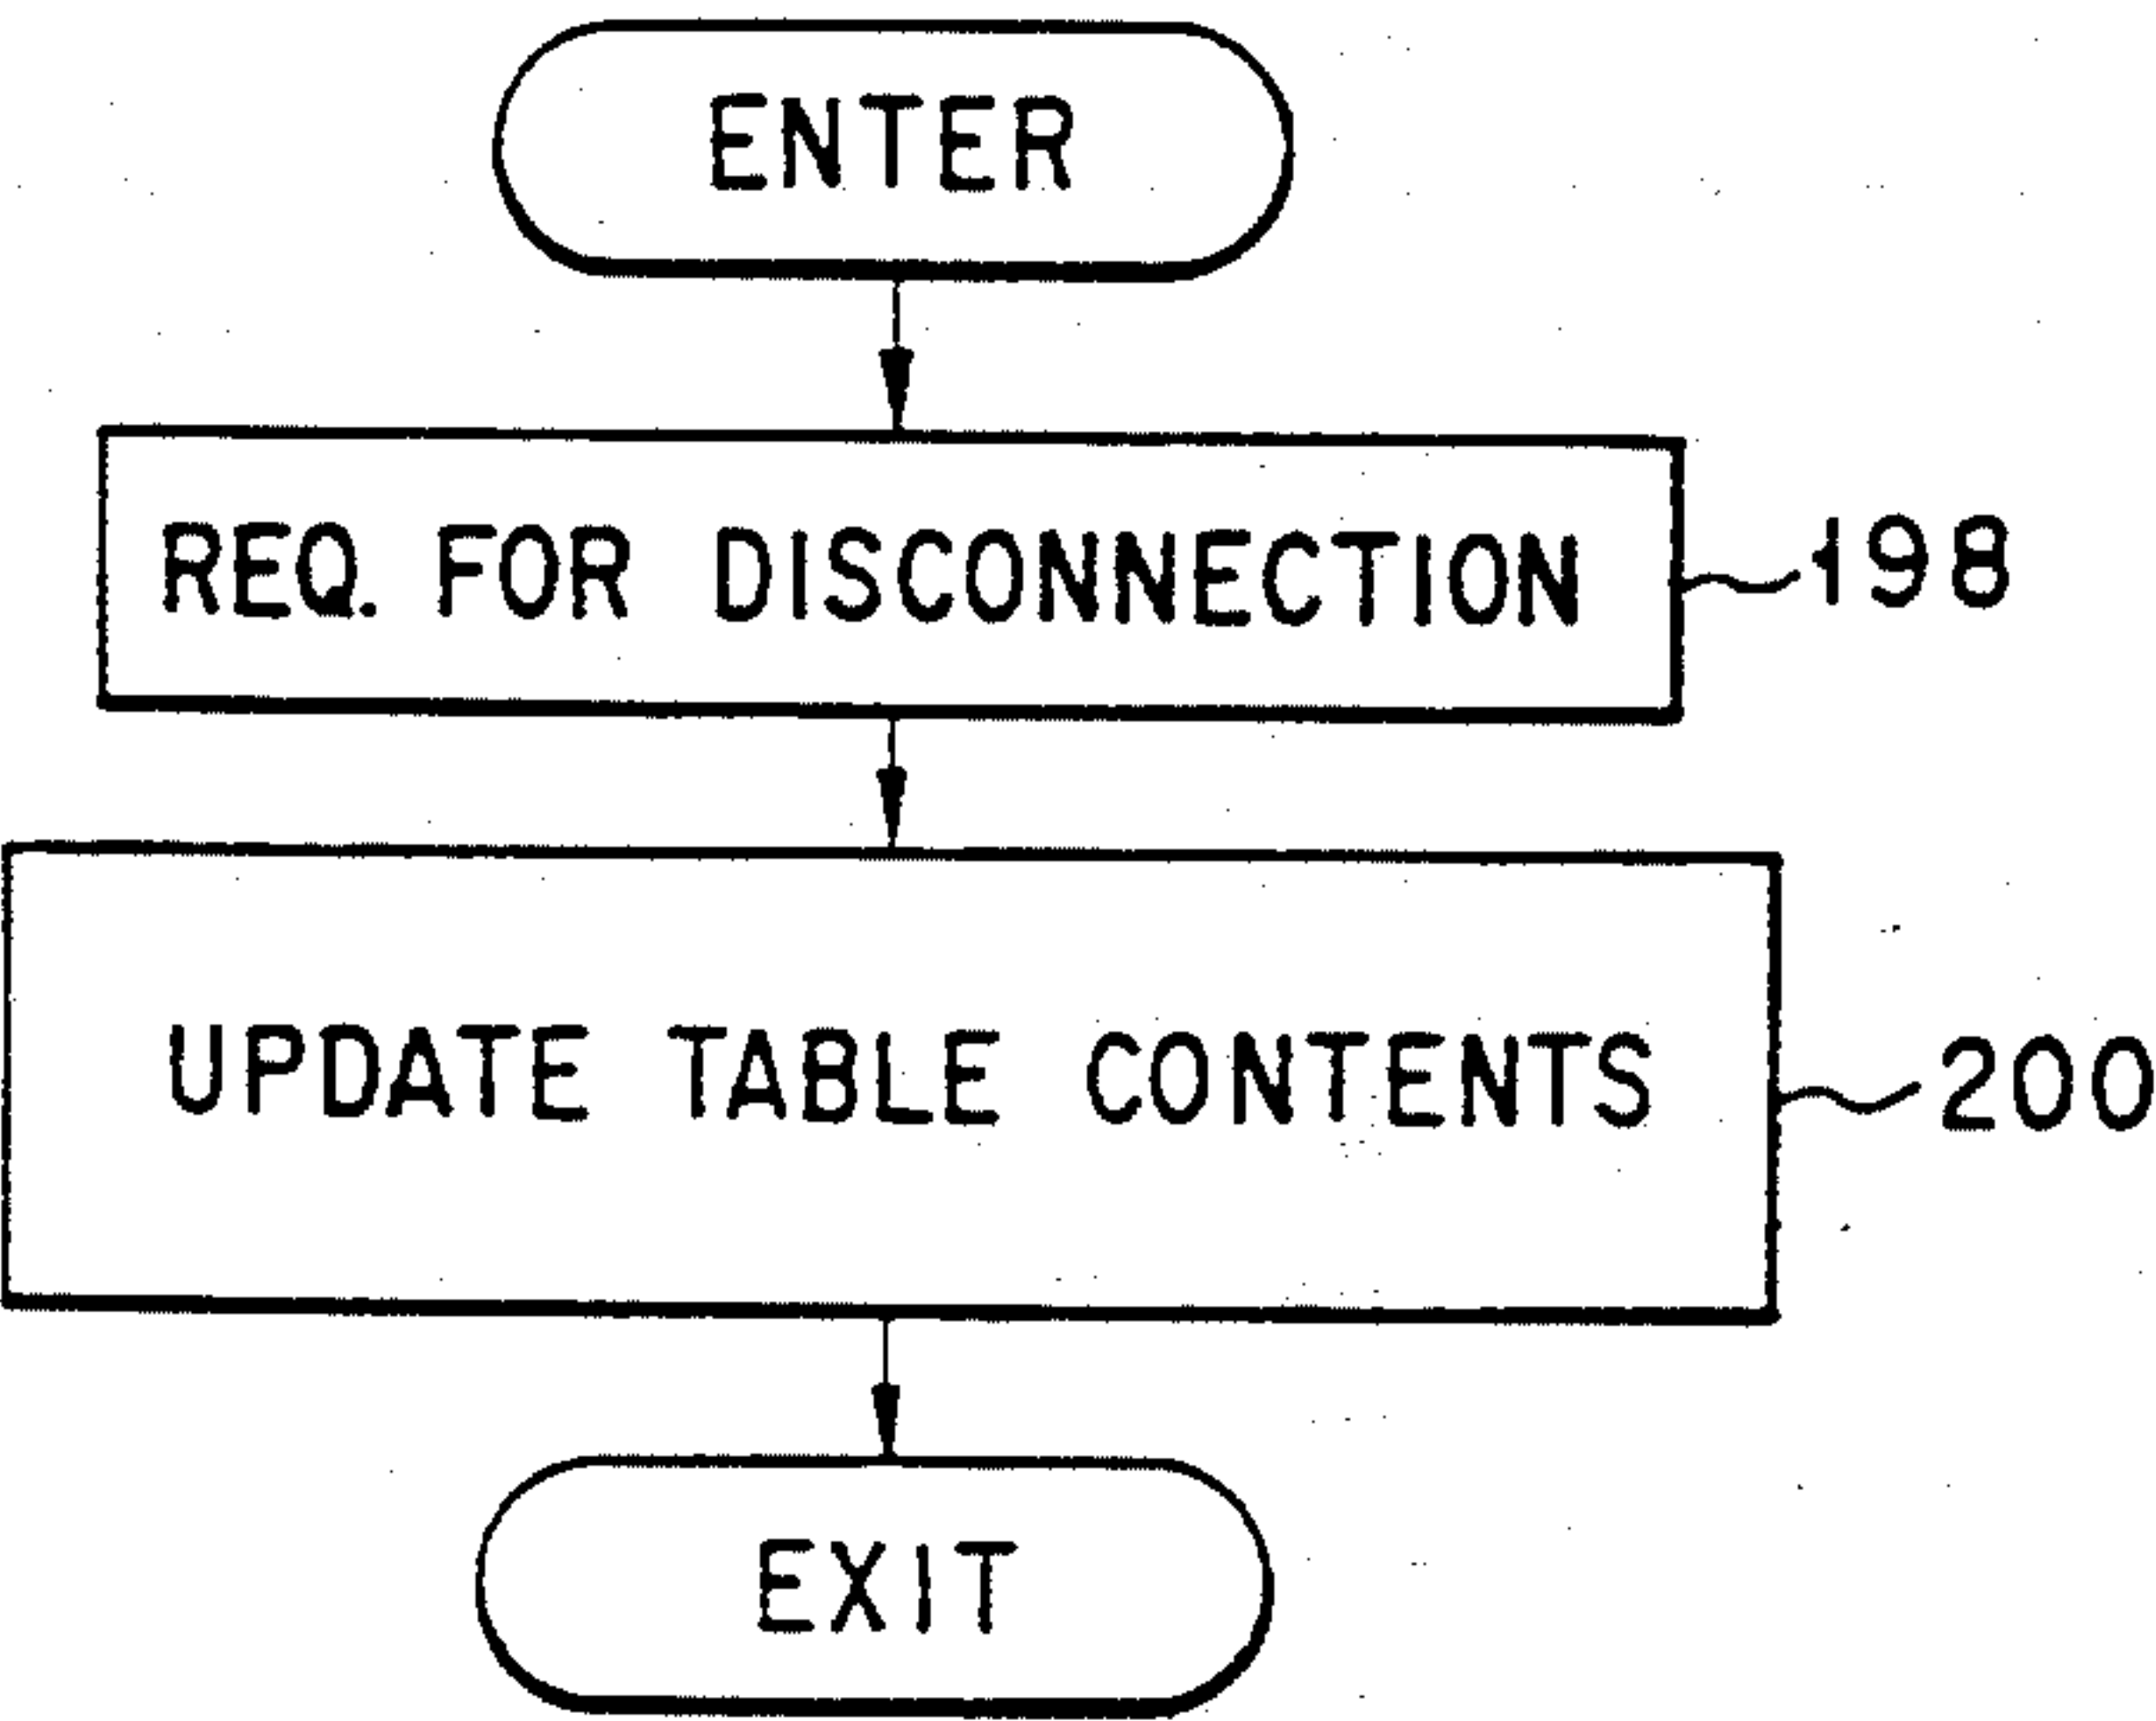 ENTER
REQ. FOR DISCONNECTION
198
UPDATE TABLE CONTENTS
200
EXIT